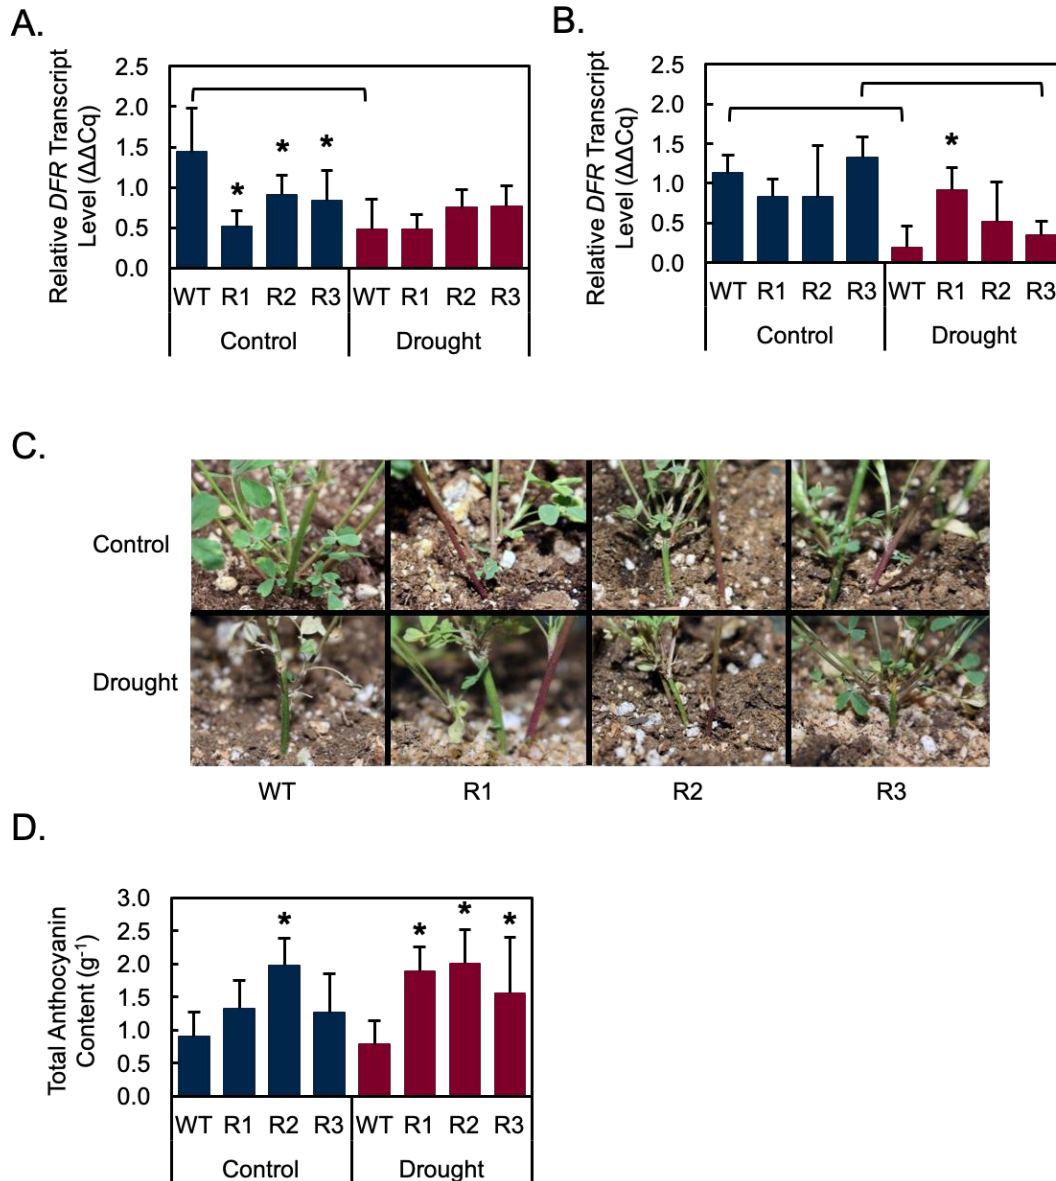 A.
Relative DFR Transcript
Level (ΔΔCq)
2.5
2.0
1.5
1.0
0.5
0.0
* * *
WT R1 R2 R3 WT R1 R2 R3
Control Drought
B.
Relative DFR Transcript
Level (ΔΔCq)
2.5
2.0
1.5
1.0
0.5
0.0
*
WT R1 R2 R3 WT R1 R2 R3
Control Drought
C.
Control
Drought
WT R1 R2 R3
D.
Total Anthocyanin
Content (g⁻¹)
3.0
2.5
2.0
1.5
1.0
0.5
0.0
* * * *
WT R1 R2 R3 WT R1 R2 R3
Control Drought